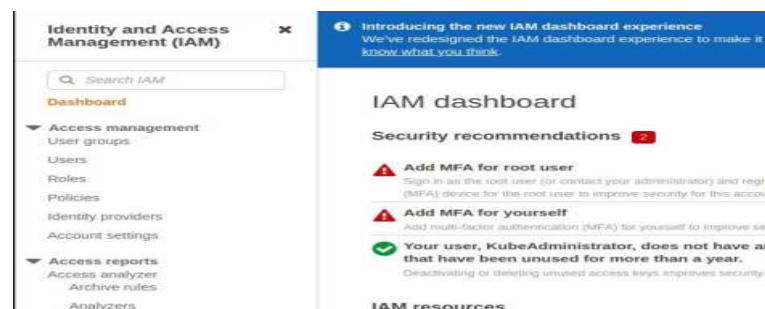 Identity and Access
Management (IAM)
Search IAM
Dashboard
Access management
User groups
Users
Roles
Policies
Identity providers
Account settings
Access reports
Access analyzer
Archive rules
Analyzers
Introducing the new IAM dashboard experience
We've redesigned the IAM dashboard experience to make it
know what you think.
IAM dashboard
Security recommendations 2
Add MFA for root user
Sign in as the root user (or contact your administrator) and regi
(MFA) device for the root user to improve security for this accou
Add MFA for yourself
Add multi-factor authentication (MFA) for yourself to improve se
Your user, KubeAdministrator, does not have a
that have been unused for more than a year.
Deactivating or deleting unused access keys improves security.
IAM resources